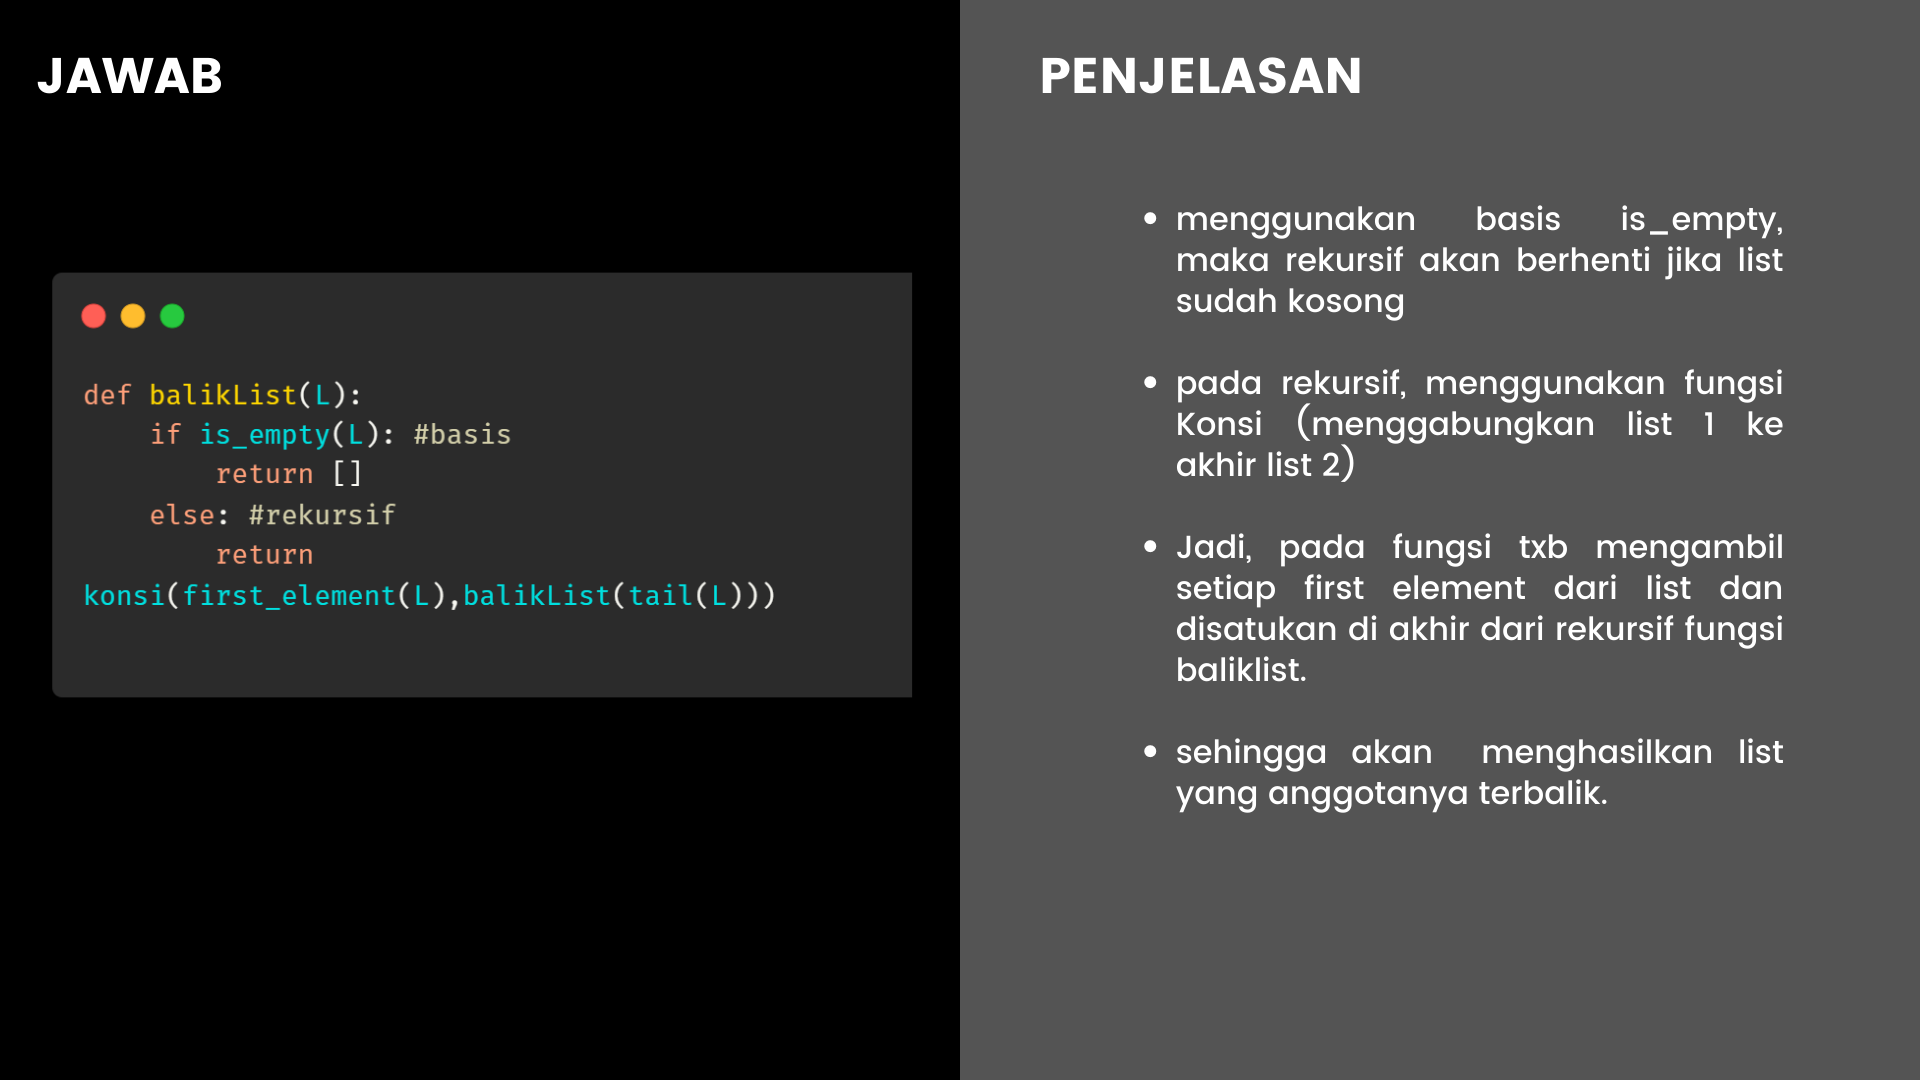 JAWAB
def balikList(L):
    if is_empty(L): #basis
        return []
    else: #rekursif
        return
konsi(first_element(L),balikList(tail(L)))
PENJELASAN
• menggunakan basis is_empty,
maka rekursif akan berhenti jika list
sudah kosong
• pada rekursif, menggunakan fungsi
Konsi (menggabungkan list 1 ke
akhir list 2)
• Jadi, pada fungsi txb mengambil
setiap first element dari list dan
disatukan di akhir dari rekursif fungsi
baliklist.
• sehingga akan menghasilkan list
yang anggotanya terbalik.